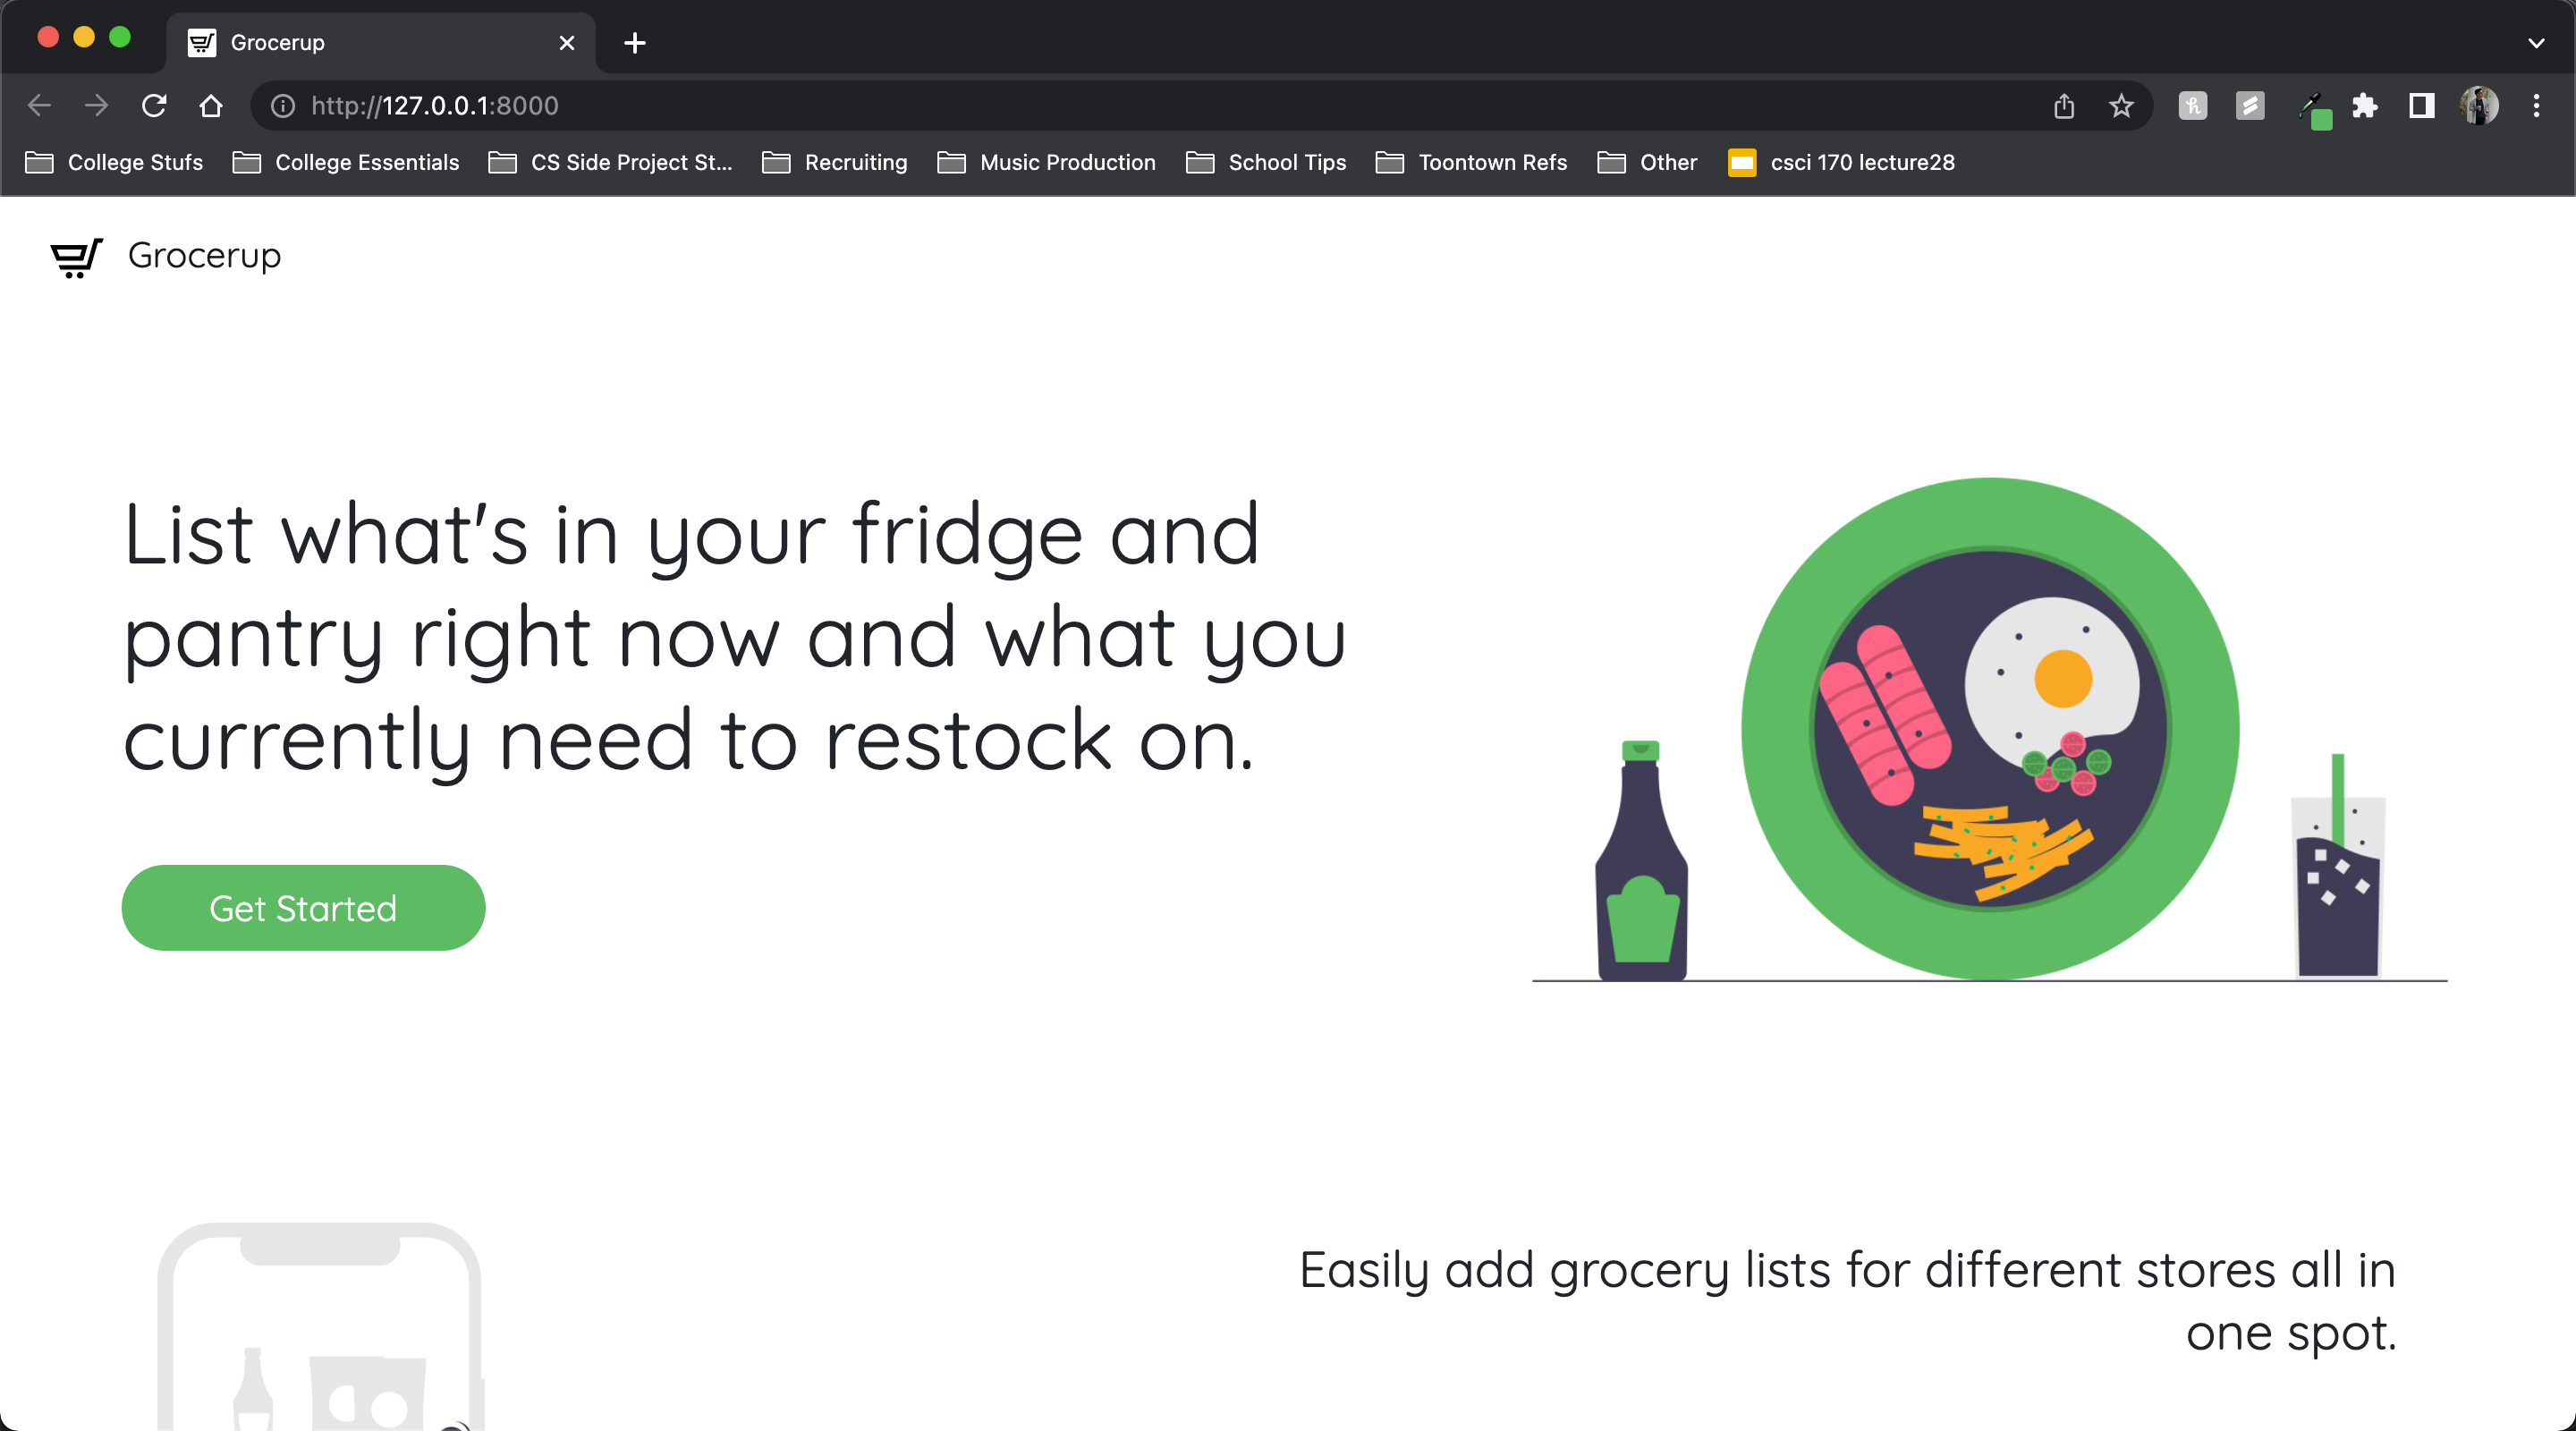 Grocerup
http://127.0.0.1:8000
College Stufs College Essentials CS Side Project St... Recruiting Music Production School Tips Toontown Refs Other csci 170 lecture28
Grocerup
List what's in your fridge and
pantry right now and what you
currently need to restock on.
Get Started
Easily add grocery lists for different stores all in
one spot.